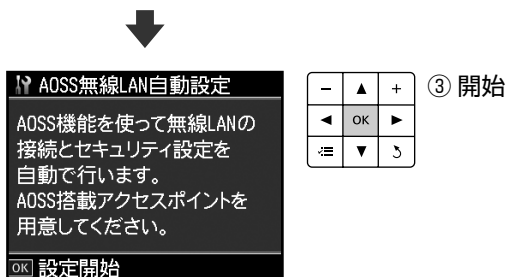 AOSS無線LAN自動設定
AOSS機能を使って無線LANの
接続とセキュリティ設定を
自動で行います。
AOSS搭載アクセスポイントを
用意してください。
OK 設定開始
- +
OK
③ 開始